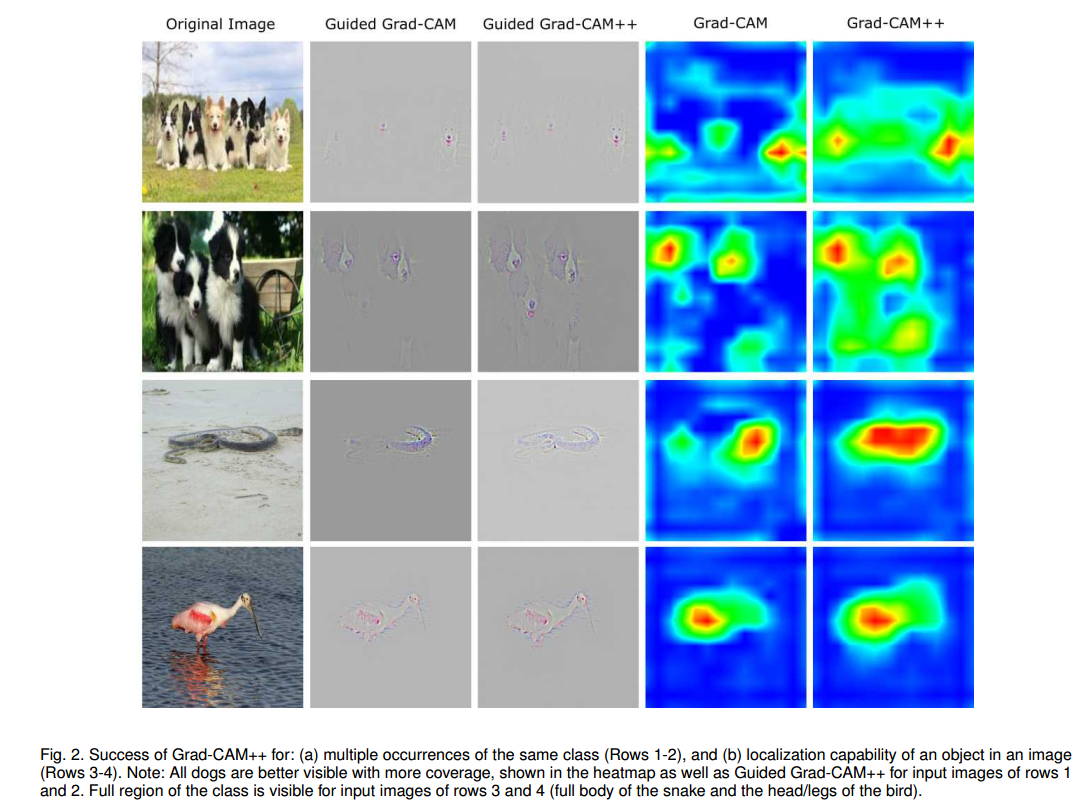 Original Image Guided Grad-CAM Guided Grad-CAM++ Grad-CAM Grad-CAM++
Fig. 2. Success of Grad-CAM++ for: (a) multiple occurrences of the same class (Rows 1-2), and (b) localization capability of an object in an image
(Rows 3-4). Note: All dogs are better visible with more coverage, shown in the heatmap as well as Guided Grad-CAM++ for input images of rows 1
and 2. Full region of the class is visible for input images of rows 3 and 4 (full body of the snake and the head/legs of the bird).